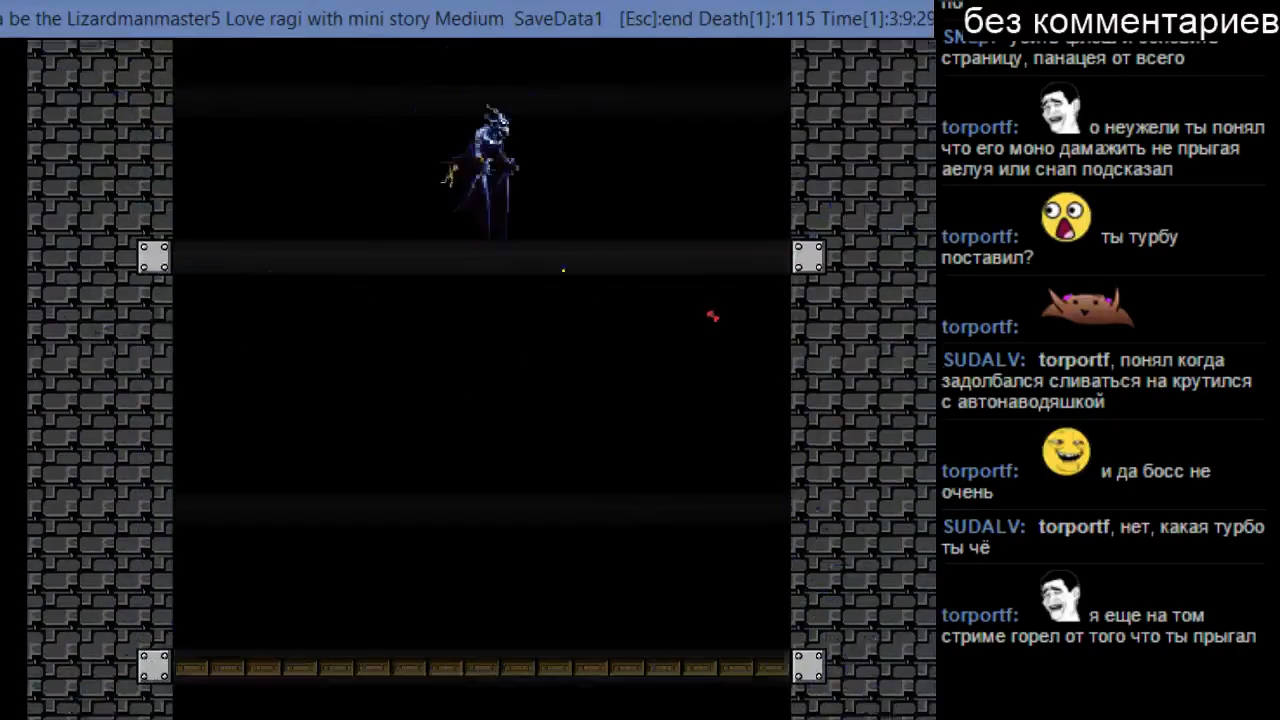 a be the Lizardmanmaster5 Love ragi with mini story Medium SaveData1 [Esc]:end Death[1]:1115 Time[1]:3:9:29
без комментариев
страницу, панацея от всего
torportf: о неужели ты понял
что его моно дамажить не прыгая
аелуя или снап подсказал
torportf: ты турбу
поставил?
torportf:
SUDALV: torportf, понял когда
задолбался сливаться на крутился
с автонаводяшкой
torportf: и да босс не
очень
SUDALV: torportf, нет, какая турбо
ты чё
torportf: я еще на том
стриме горел от того что ты прыгал